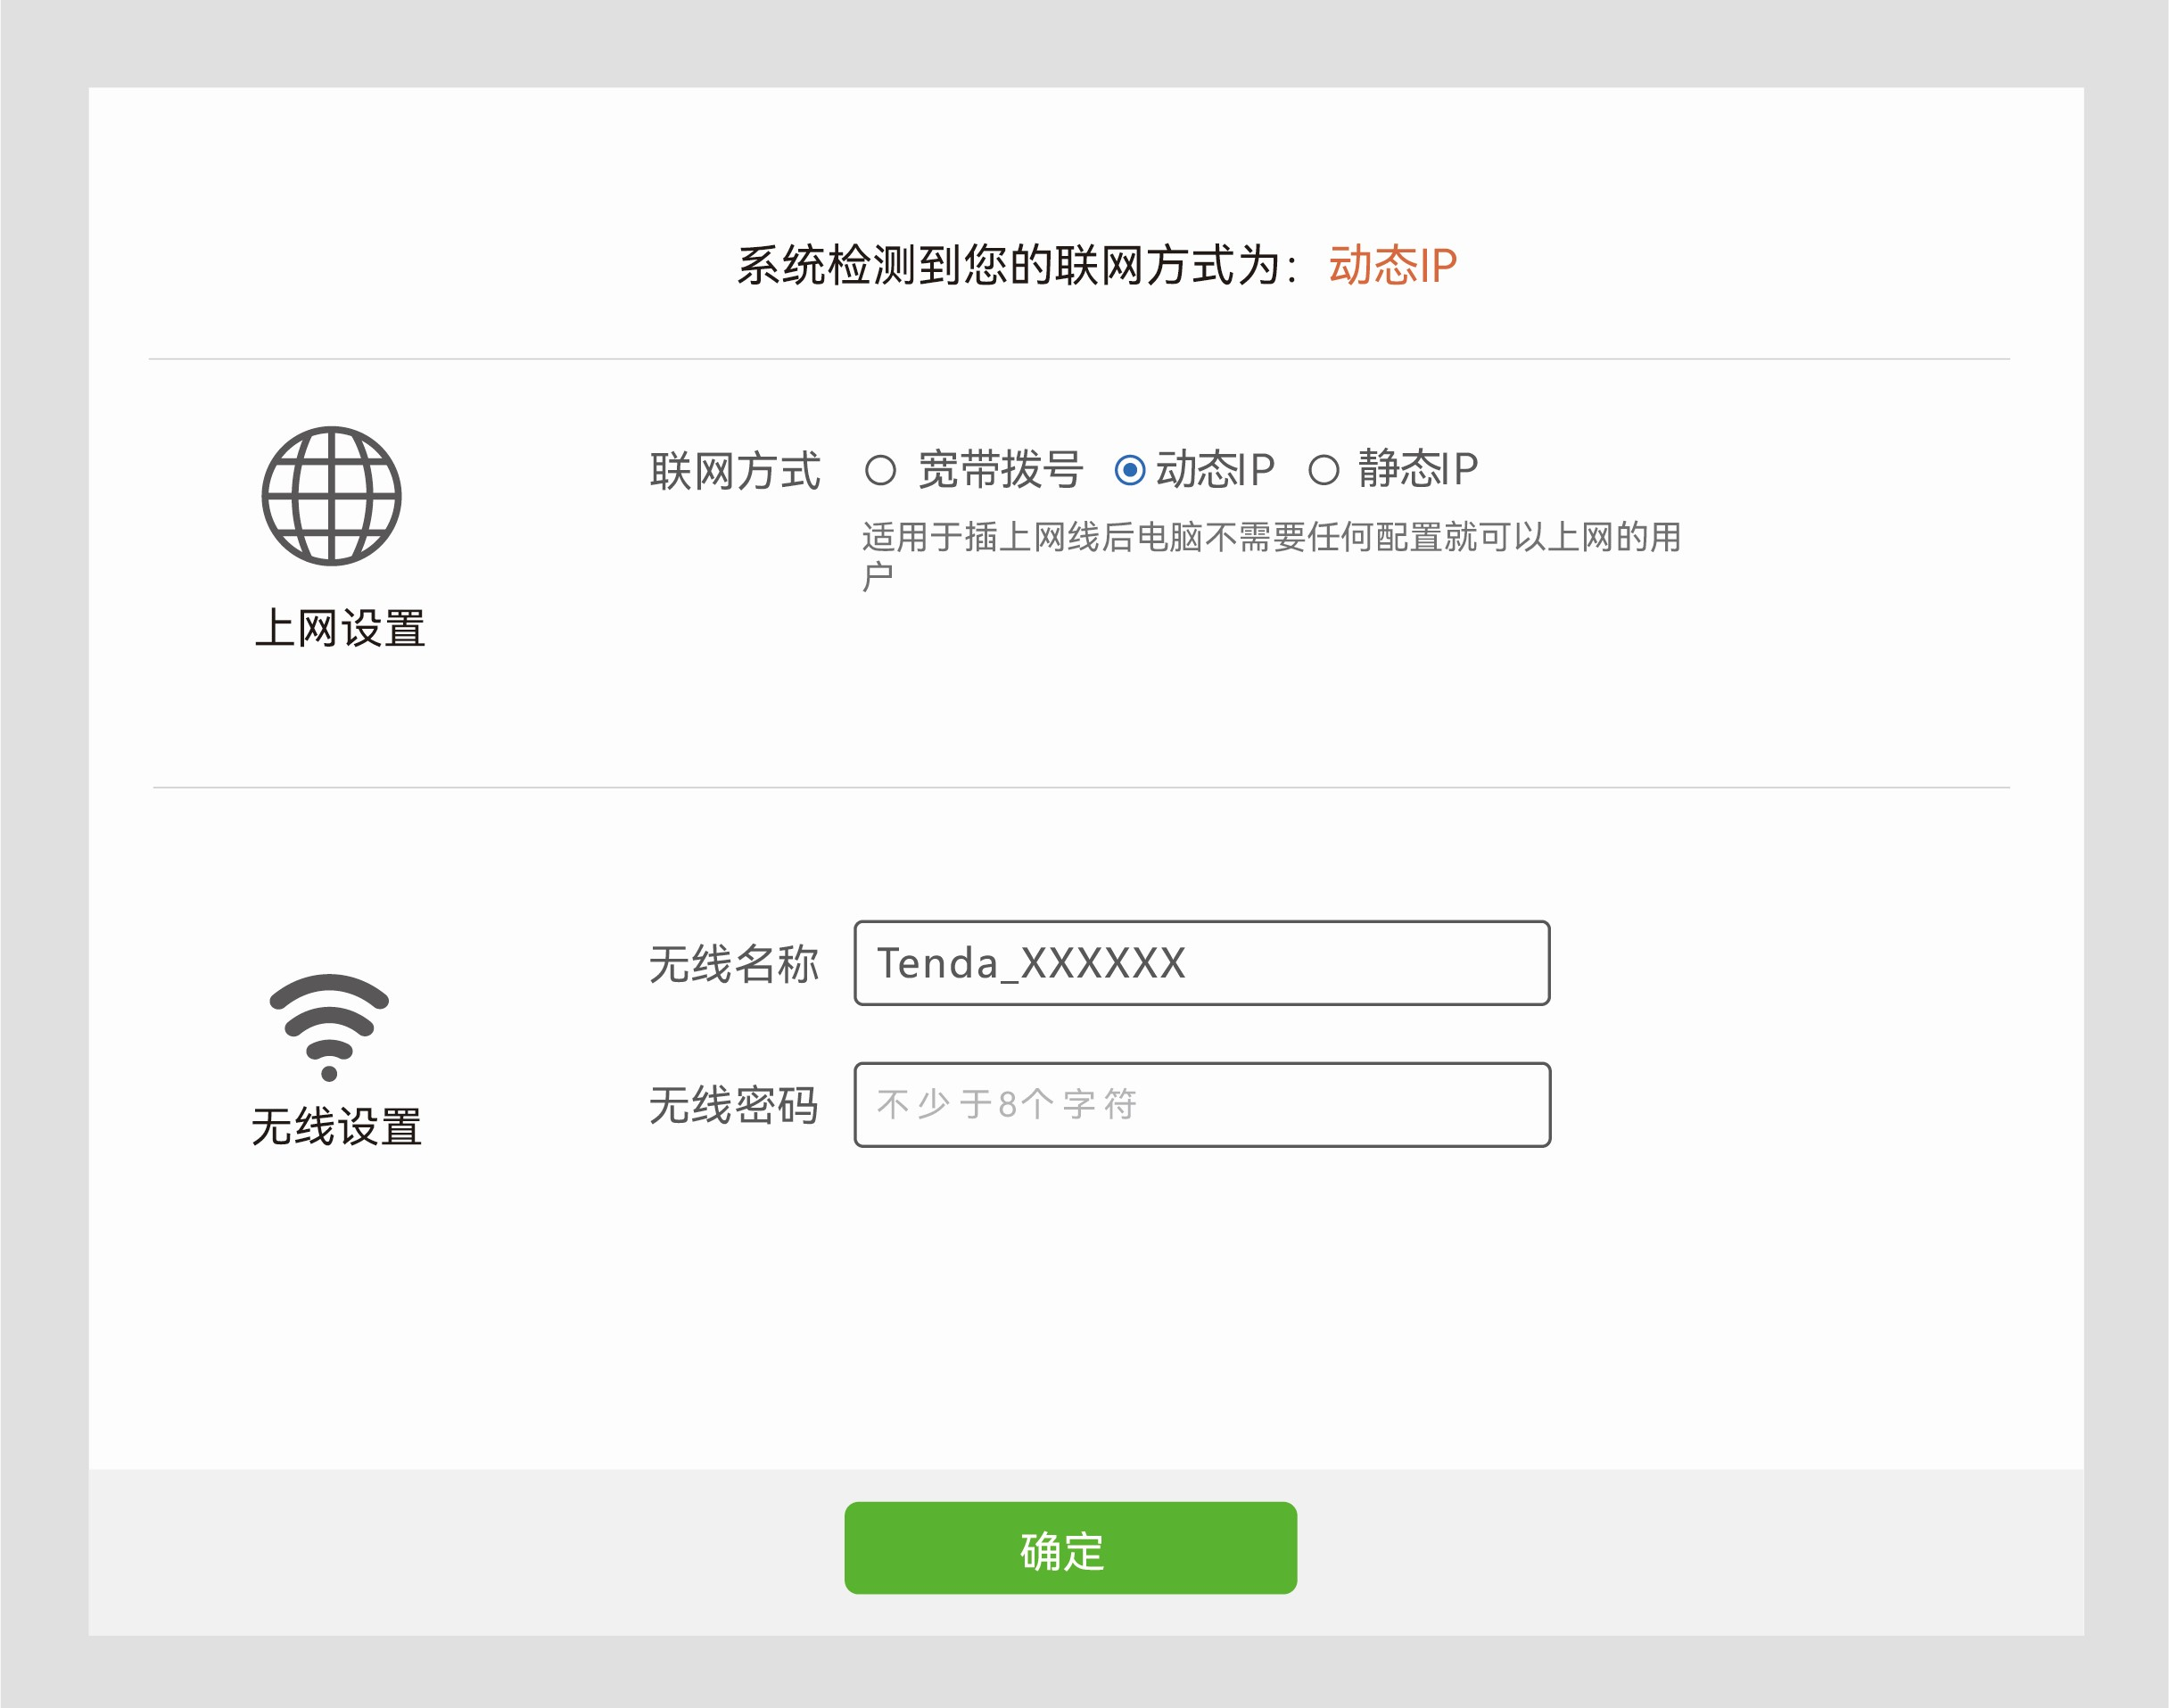 系统检测到您的联网方式为：动态IP
联网方式 宽带拨号 动态IP 静态IP
适用于插上网线后电脑不需要任何配置就可以上网的用
户
上网设置
无线名称 Tenda_XXXXXX
无线密码 不少于8个字符
无线设置
确定